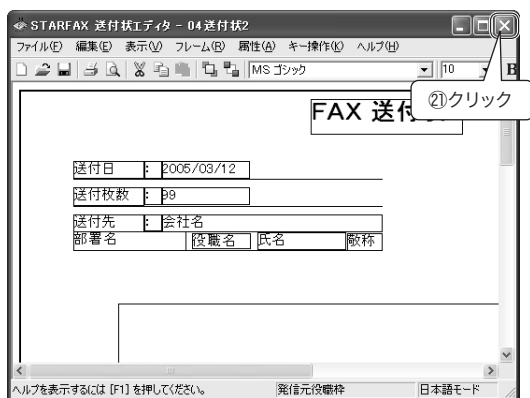 STARFAX 送付状エディタ - 04送付状2
ファイル(F) 編集(E) 表示(V) フレーム(R) 属性(A) キー操作(K) ヘルプ(H)
MS ゴシック 10 B
㉑クリック
FAX 送付
送付日 : 2005/03/12
送付枚数 : 99
送付先 : 会社名
部署名 役職名 氏名 敬称
ヘルプを表示するには [F1] を押してください。 発信元役職枠 日本語モード